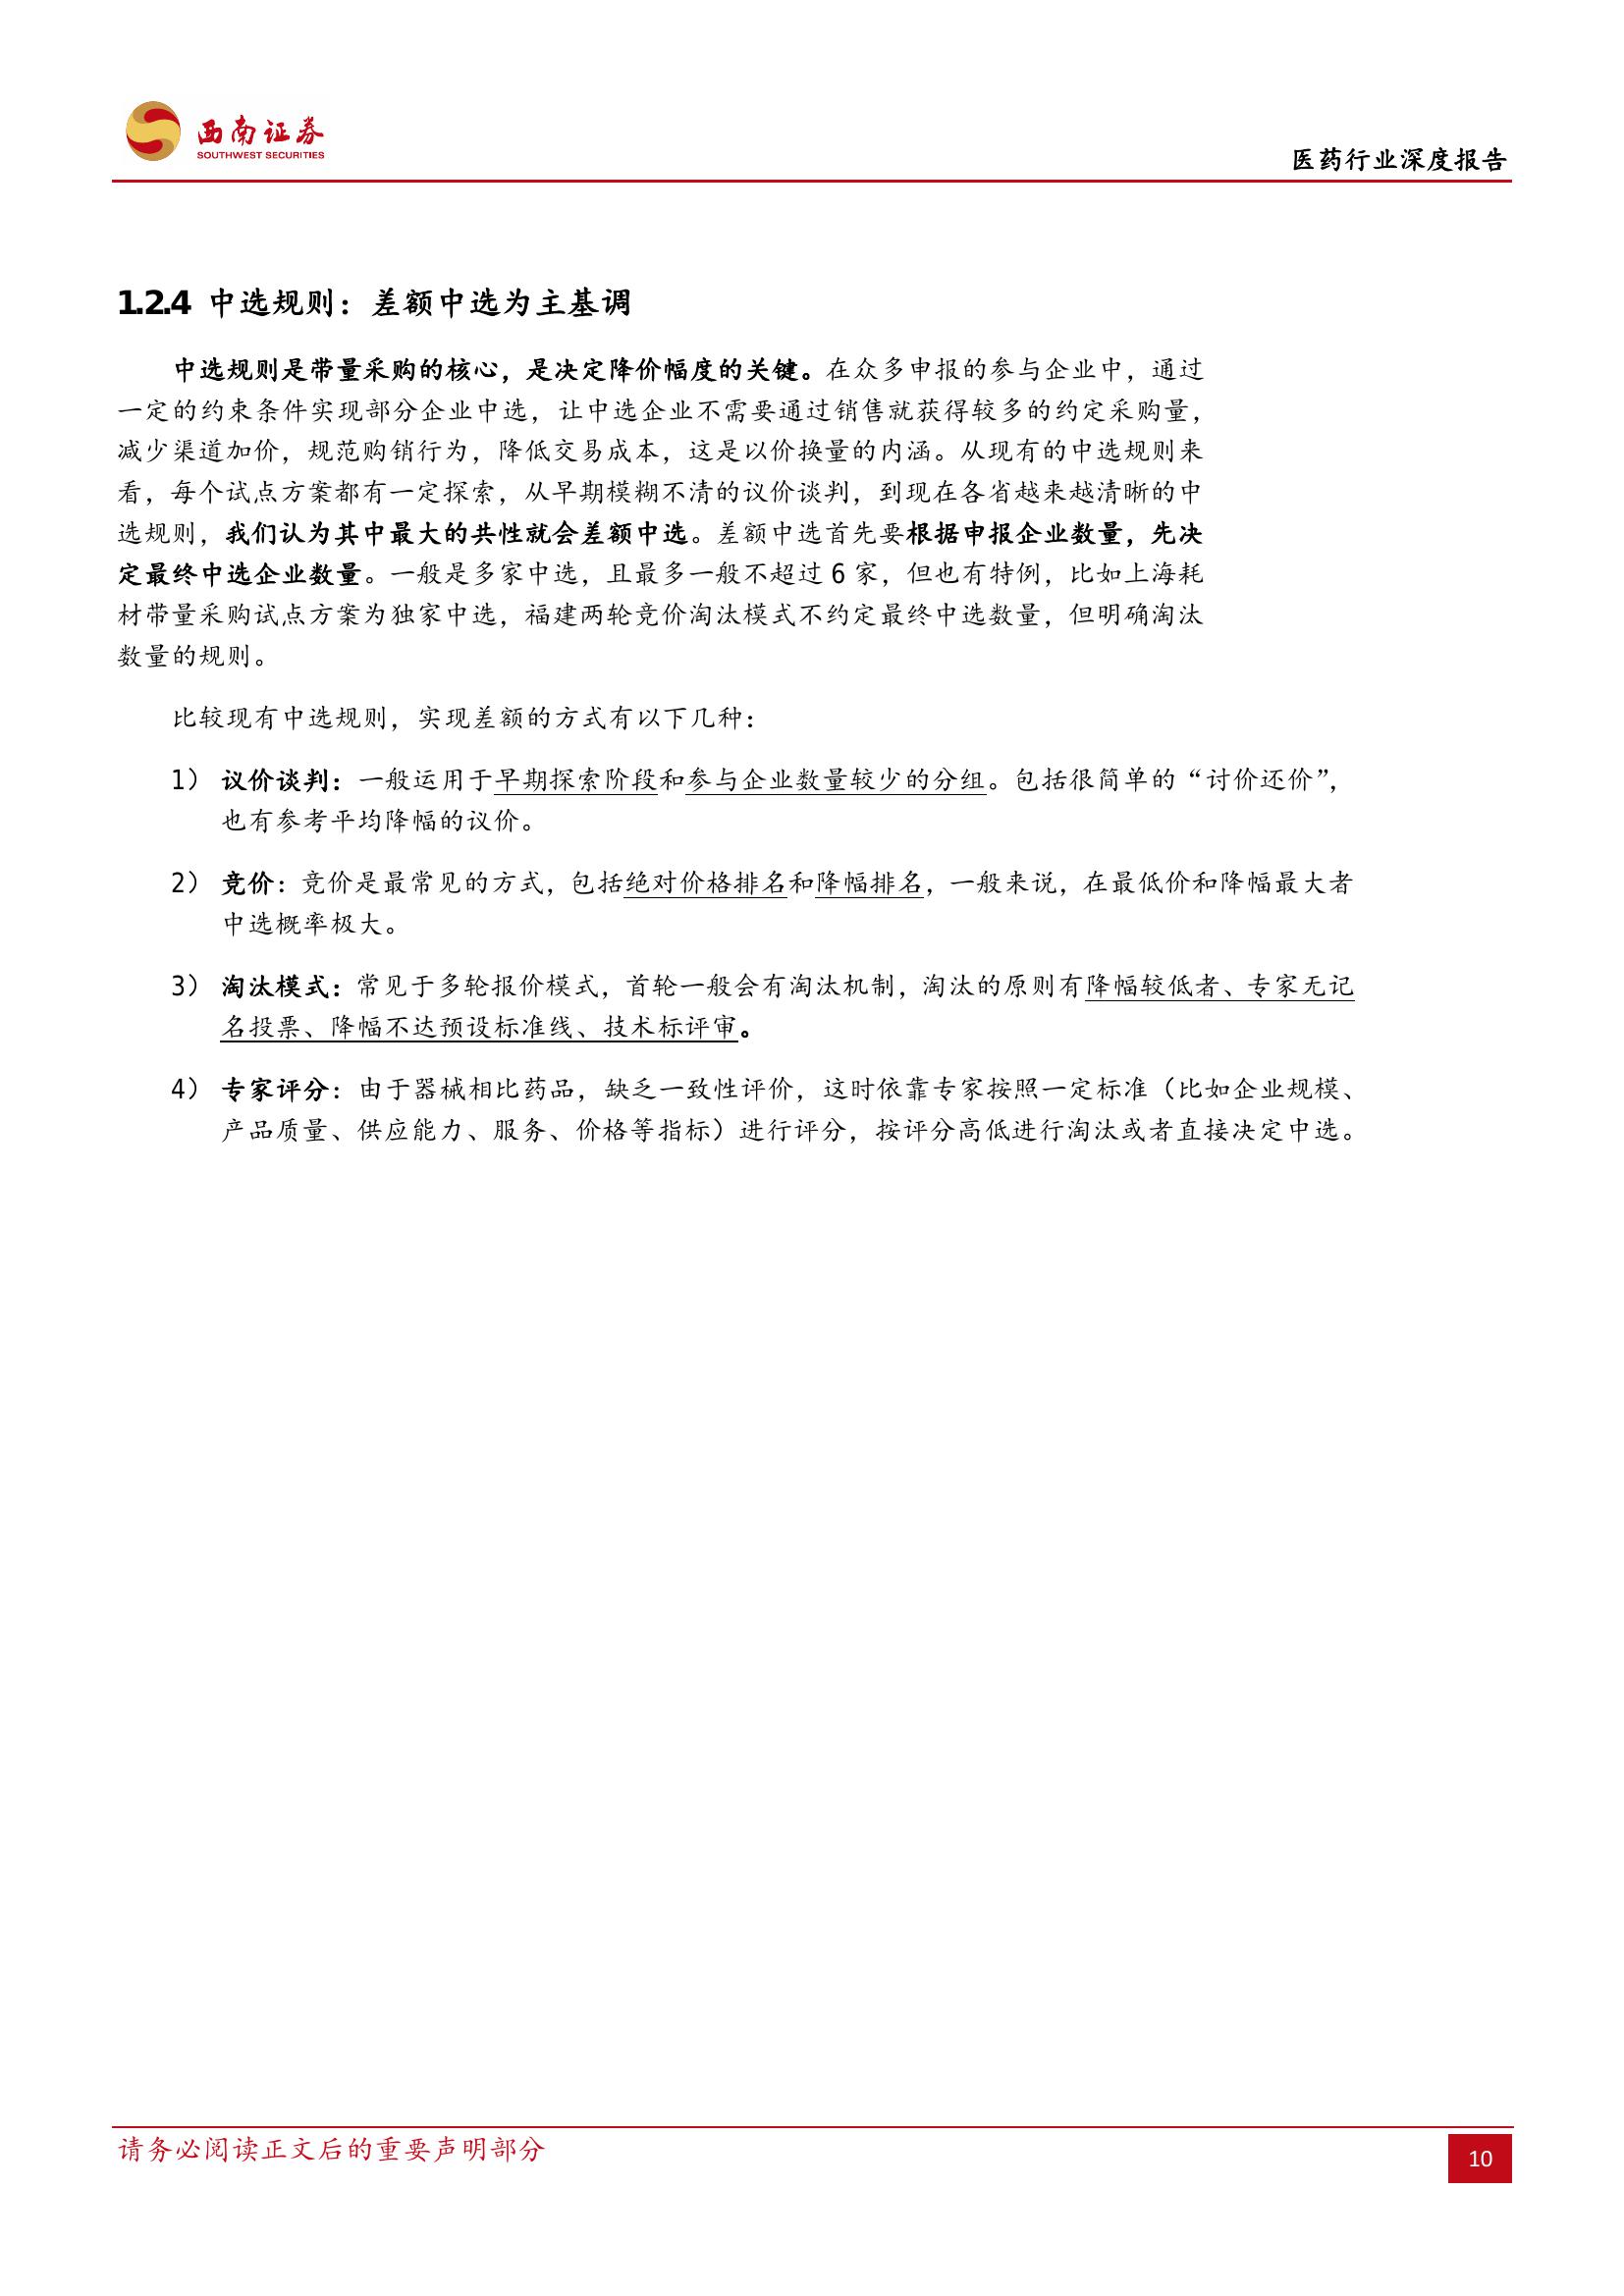 西南证券
SOUTHWEST SECURITIES
医药行业深度报告
1.2.4 中选规则：差额中选为主基调
中选规则是带量采购的核心，是决定降价幅度的关键。在众多申报的参与企业中，通过
一定的约束条件实现部分企业中选，让中选企业不需要通过销售就获得较多的约定采购量，
减少渠道加价，规范购销行为，降低交易成本，这是以价换量的内涵。从现有的中选规则来
看，每个试点方案都有一定探索，从早期模糊不清的议价谈判，到现在各省越来越清晰的中
选规则，我们认为其中最大的共性就会差额中选。差额中选首先要根据申报企业数量，先决
定最终中选企业数量。一般是多家中选，且最多一般不超过 6 家，但也有特例，比如上海耗
材带量采购试点方案为独家中选，福建两轮竞价淘汰模式不约定最终中选数量，但明确淘汰
数量的规则。
比较现有中选规则，实现差额的方式有以下几种：
1） 议价谈判：一般运用于早期探索阶段和参与企业数量较少的分组。包括很简单的“讨价还价”，
也有参考平均降幅的议价。
2） 竞价：竞价是最常见的方式，包括绝对价格排名和降幅排名，一般来说，在最低价和降幅最大者
中选概率极大。
3） 淘汰模式：常见于多轮报价模式，首轮一般会有淘汰机制，淘汰的原则有降幅较低者、专家无记
名投票、降幅不达预设标准线、技术标评审。
4） 专家评分：由于器械相比药品，缺乏一致性评价，这时依靠专家按照一定标准（比如企业规模、
产品质量、供应能力、服务、价格等指标）进行评分，按评分高低进行淘汰或者直接决定中选。
请务必阅读正文后的重要声明部分
10